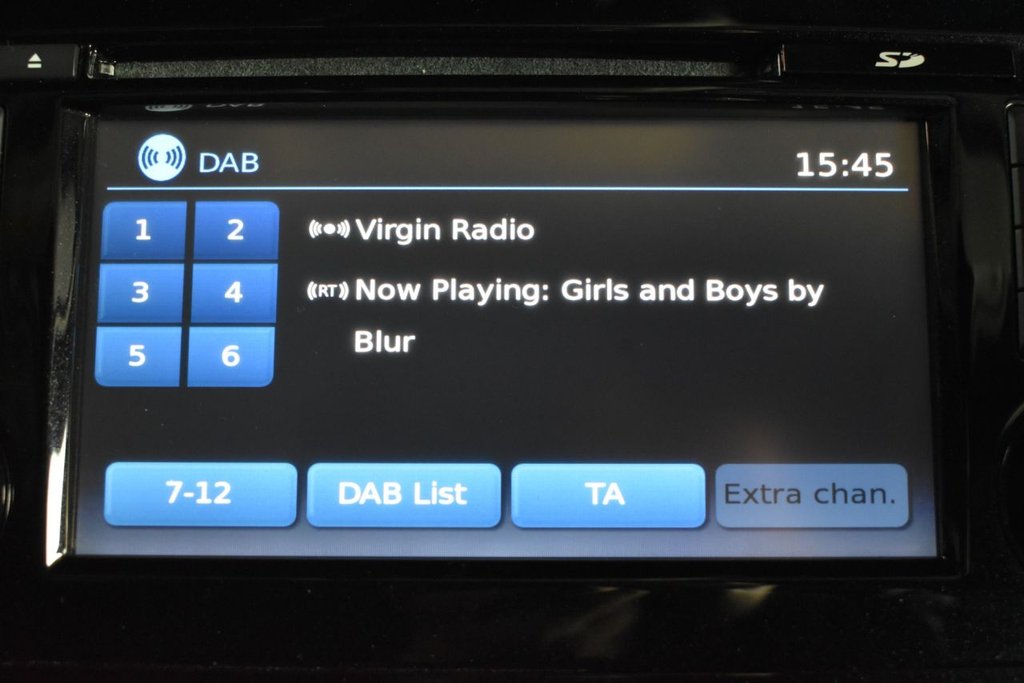 SD
DAB
15:45
1 2
Virgin Radio
3 4
(RT) Now Playing: Girls and Boys by
Blur
5 6
7-12 DAB List TA Extra chan.